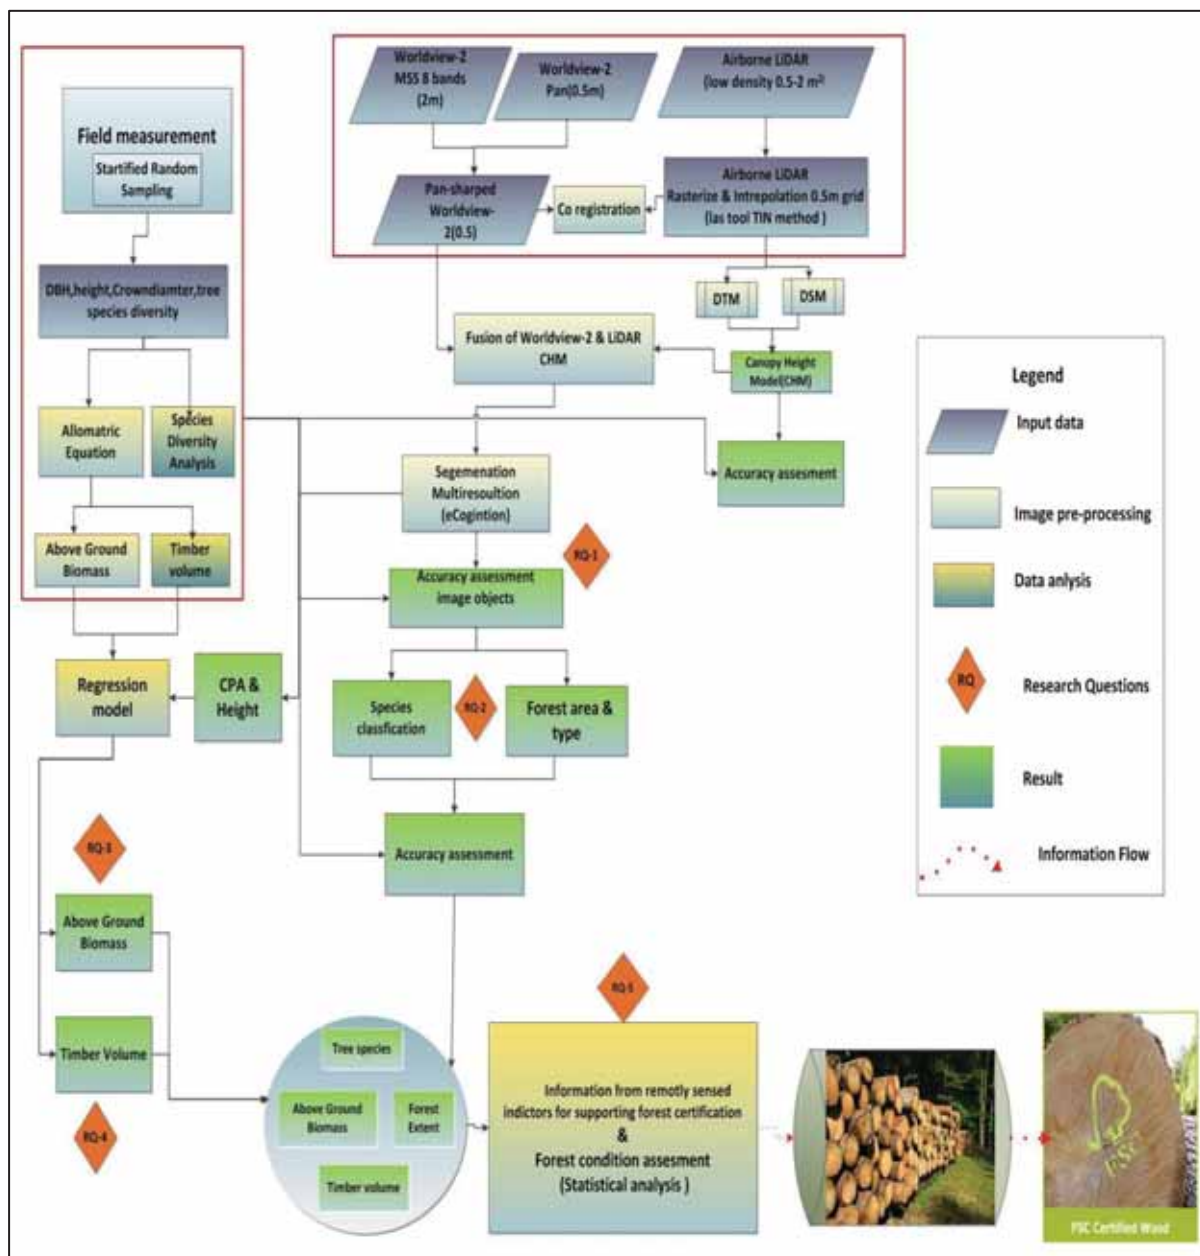 Field measurement
Startified Random
Sampling
DBH,height,Crowndiamter,tree
species diversity
Allomatric
Equation
Species
Diversity
Analysis
Above Ground
Biomass
Timber
volume
Regression
model
CPA &
Height
Worldview-2
MSS 8 bands
(2m)
Worldview-2
Pan(0.5m)
Airborne LiDAR
(low density 0.5-2 m²)
Pan-sharped
Worldview-
2(0.5)
Co registration
Airborne LiDAR
Rasterize & Intrepolation 0.5m grid
(las tool TIN method )
DTM
DSM
Fusion of Worldview-2 & LiDAR
CHM
Canopy Height
Model(CHM)
Accuracy assesment
Segemenation
Multiresoultion
(eCogintion)
RQ-1
Accuracy assessment
image objects
Species
classfication
RQ-2
Forest area &
type
Accuracy assessment
RQ-3
Above Ground
Biomass
Timber Volume
RQ-4
Tree species
Above Ground
Biomass
Forest
Extent
Timber volume
RQ-5
Information from remotly sensed
indictors for supporting forest certification
&
Forest condition assesment
(Statistical analysis )
FSC Certified Wood
Legend
Input data
Image pre-processing
Data anlysis
RQ
Research Questions
Result
Information Flow